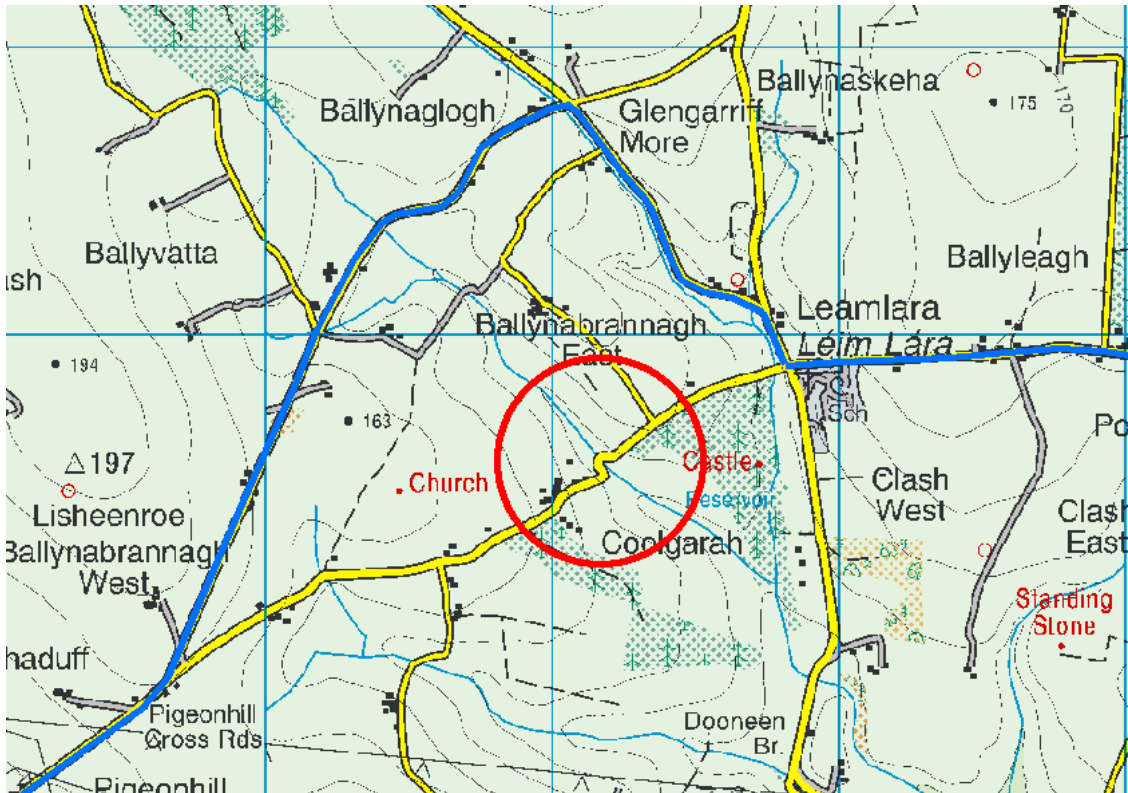 Ballynaskeha
Ballynaglogh
Glengarriff
More
175
170
Ballyvatta
Ballyleagh
ash
Leamlara
Léim Lára
Ballynabrannagh
East
194
163
Sch
Po
197
Church
Castle
Lisheenroe
Reservoir
Clash
West
Clash
East
Ballynabrannagh
West
Coolgarah
Standing
Stone
haduff
Pigeonhill
Cross Rds
Dooneen
Br.
Pigeonhill